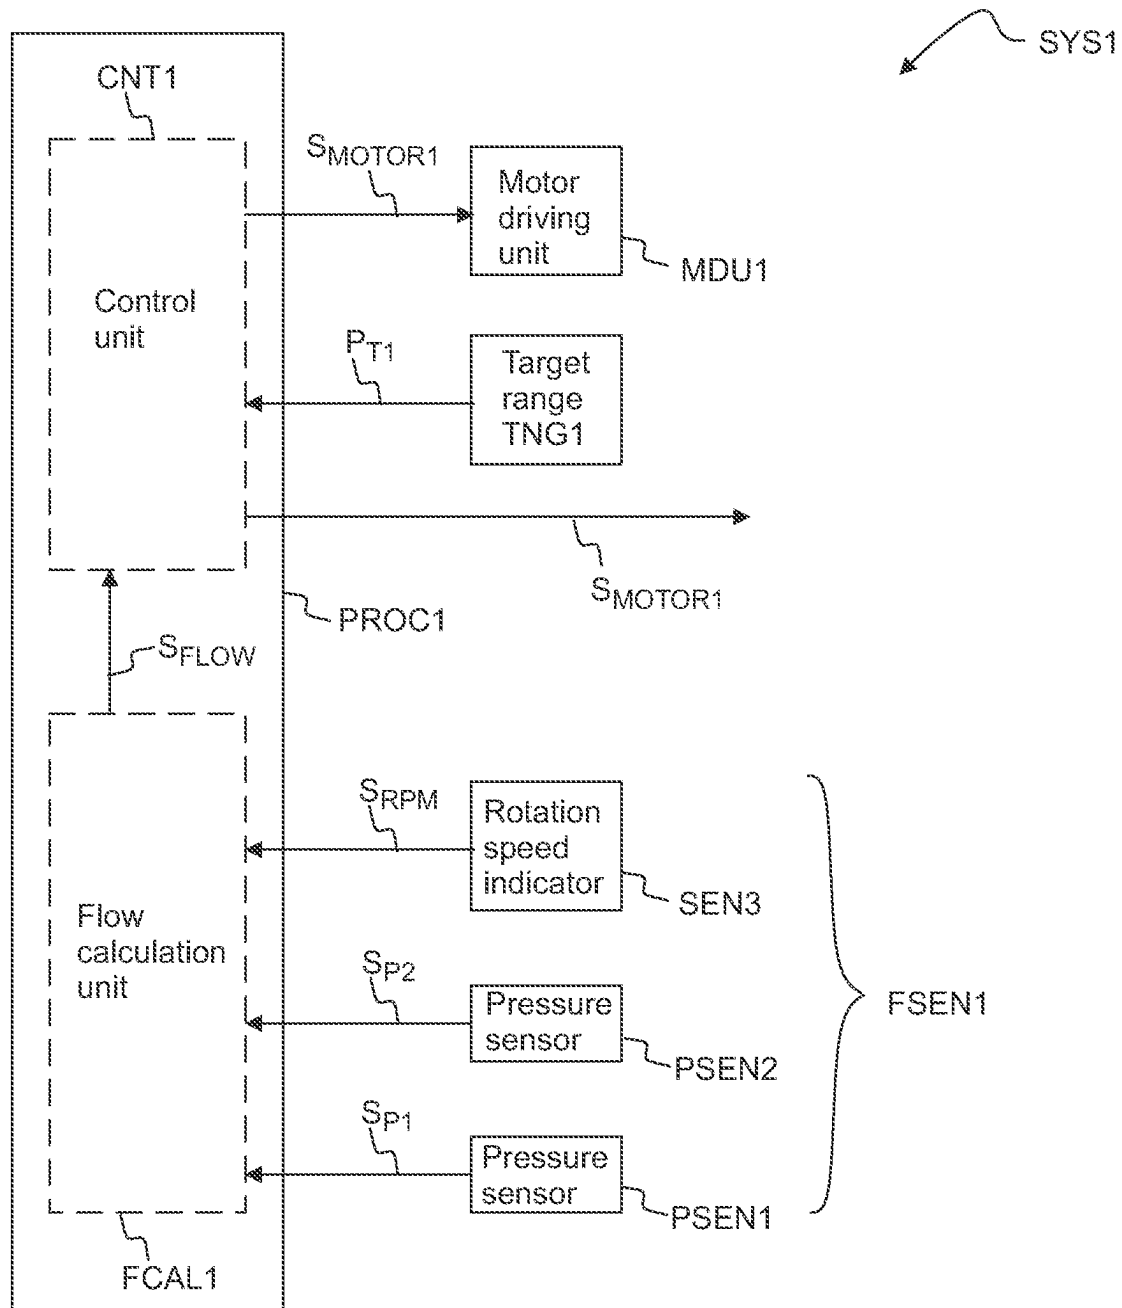 SYS1
CNT1
SMOTOR1
Motor
driving
unit
MDU1
Control
unit
PT1
Target
range
TNG1
SMOTOR1
PROC1
SFLOW
SRPM
Rotation
speed
indicator
SEN3
Flow
calculation
unit
SP2
Pressure
sensor
PSEN2
FSEN1
SP1
Pressure
sensor
PSEN1
FCAL1